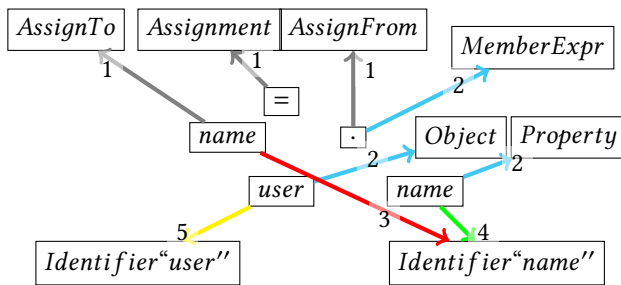 AssignTo Assignment AssignFrom
MemberExpr
1 1 1 2
=
name . Object Property
2 2
user name
3
5 4
Identifier“user″ Identifier“name″